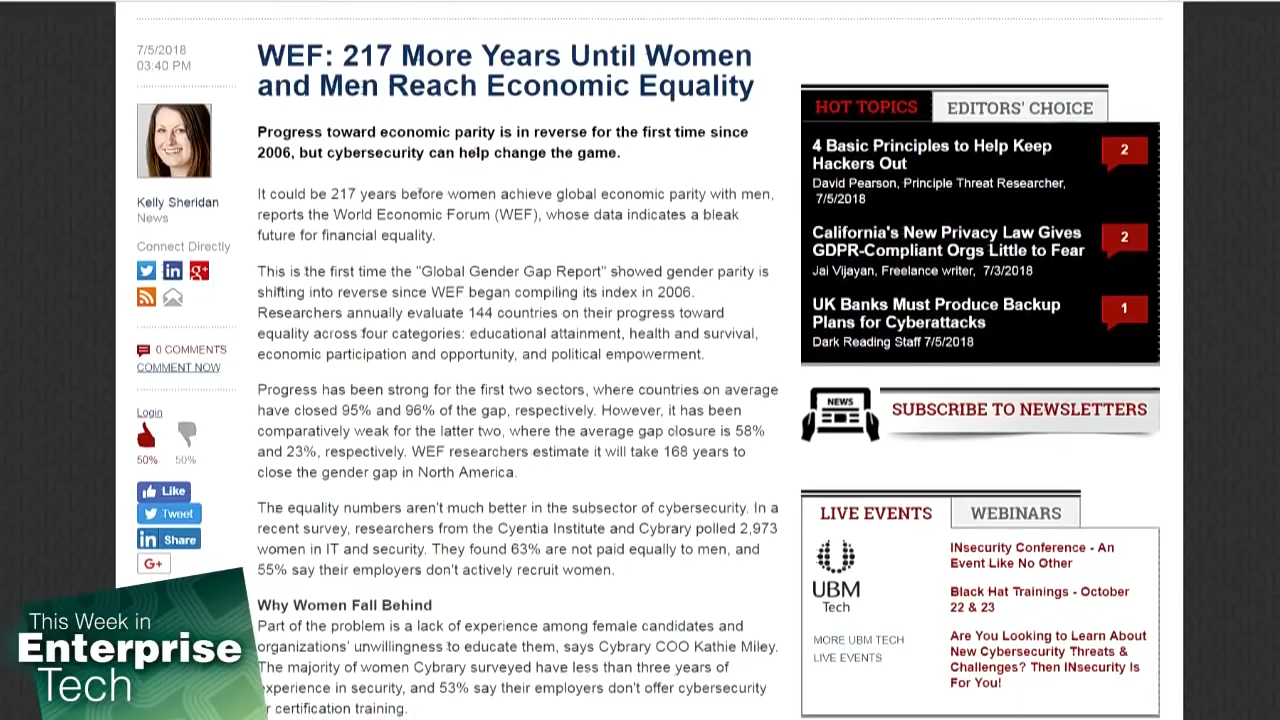 7/5/2018
03:40 PM
Kelly Sheridan
News
Connect Directly
g+
0 COMMENTS
COMMENT NOW
Login
50%
50%
Like
Tweet
in Share
G+
WEF: 217 More Years Until Women
and Men Reach Economic Equality
Progress toward economic parity is in reverse for the first time since
2006, but cybersecurity can help change the game.
It could be 217 years before women achieve global economic parity with men,
reports the World Economic Forum (WEF), whose data indicates a bleak
future for financial equality.
This is the first time the "Global Gender Gap Report" showed gender parity is
shifting into reverse since WEF began compiling its index in 2006.
Researchers annually evaluate 144 countries on their progress toward
equality across four categories: educational attainment, health and survival,
economic participation and opportunity, and political empowerment.
Progress has been strong for the first two sectors, where countries on average
have closed 95% and 96% of the gap, respectively. However, it has been
comparatively weak for the latter two, where the average gap closure is 58%
and 23%, respectively. WEF researchers estimate it will take 168 years to
close the gender gap in North America.
The equality numbers aren't much better in the subsector of cybersecurity. In a
recent survey, researchers from the Cyentia Institute and Cybrary polled 2,973
women in IT and security. They found 63% are not paid equally to men, and
55% say their employers don't actively recruit women.
Why Women Fall Behind
Part of the problem is a lack of experience among female candidates and
organizations' unwillingness to educate them, says Cybrary COO Kathie Miley.
The majority of women Cybrary surveyed have less than three years of
experience in security, and 53% say their employers don't offer cybersecurity
r certification training.
HOT TOPICS
EDITORS' CHOICE
4 Basic Principles to Help Keep
Hackers Out
2
David Pearson, Principle Threat Researcher,
7/5/2018
California's New Privacy Law Gives
GDPR-Compliant Orgs Little to Fear
2
Jai Vijayan, Freelance writer, 7/3/2018
UK Banks Must Produce Backup
Plans for Cyberattacks
1
Dark Reading Staff 7/5/2018
NEWS
SUBSCRIBE TO NEWSLETTERS
LIVE EVENTS
WEBINARS
UBM
Tech
MORE UBM TECH
LIVE EVENTS
INsecurity Conference - An
Event Like No Other
Black Hat Trainings - October
22 & 23
Are You Looking to Learn About
New Cybersecurity Threats &
Challenges? Then INsecurity Is
For You!
This Week in
Enterprise
Tech